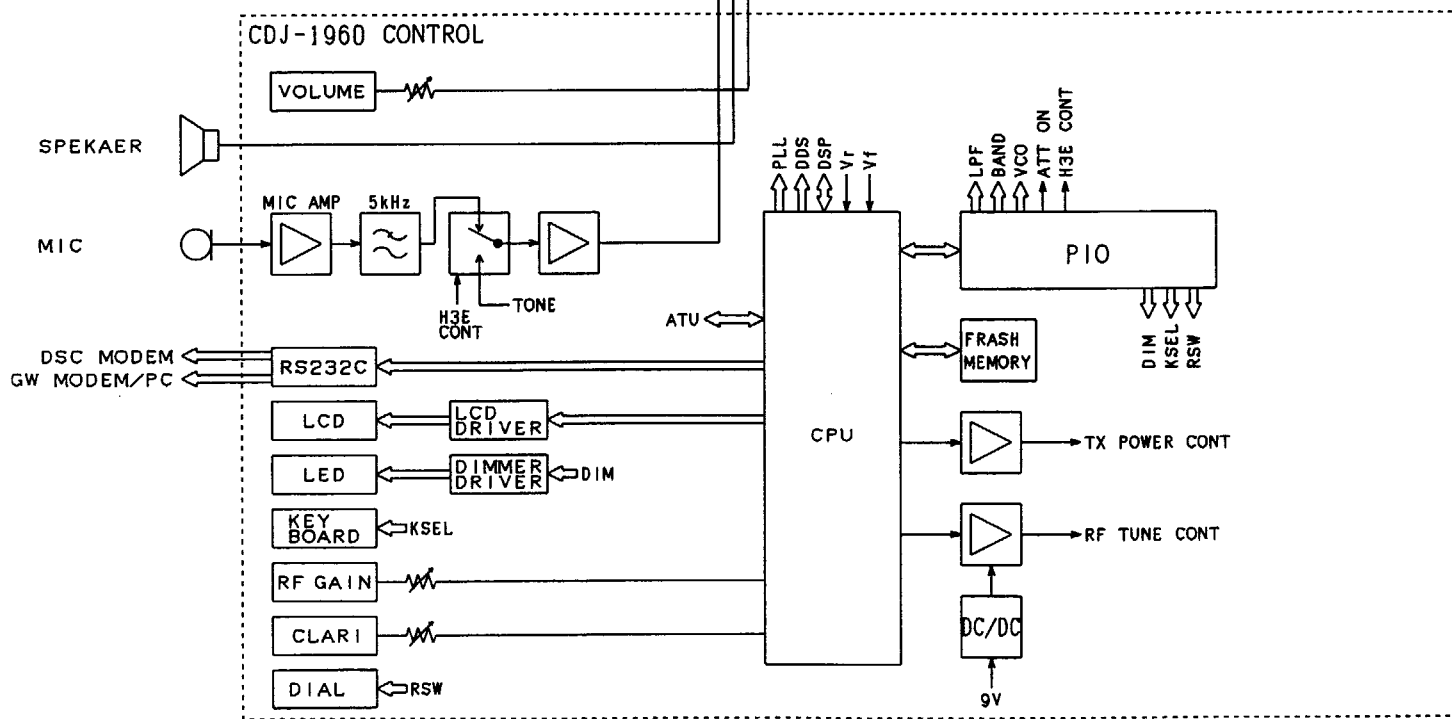 CDJ-1960 CONTROL
VOLUME
SPEKAER
MIC AMP
5kHz
MIC
H3E
CONT
TONE
PLL
DDS
DSP
Vr
Vf
LPF
BAND
VCO
ATT ON
H3E CONT
PIO
DIM
KSEL
RSW
ATU
DSC MODEM
GW MODEM/PC
RS232C
FRASH
MEMORY
LCD
LCD
DRIVER
CPU
TX POWER CONT
LED
DIMMER
DRIVER
DIM
KEY
BOARD
KSEL
RF TUNE CONT
RF GAIN
CLARI
DC/DC
DIAL
RSW
9V